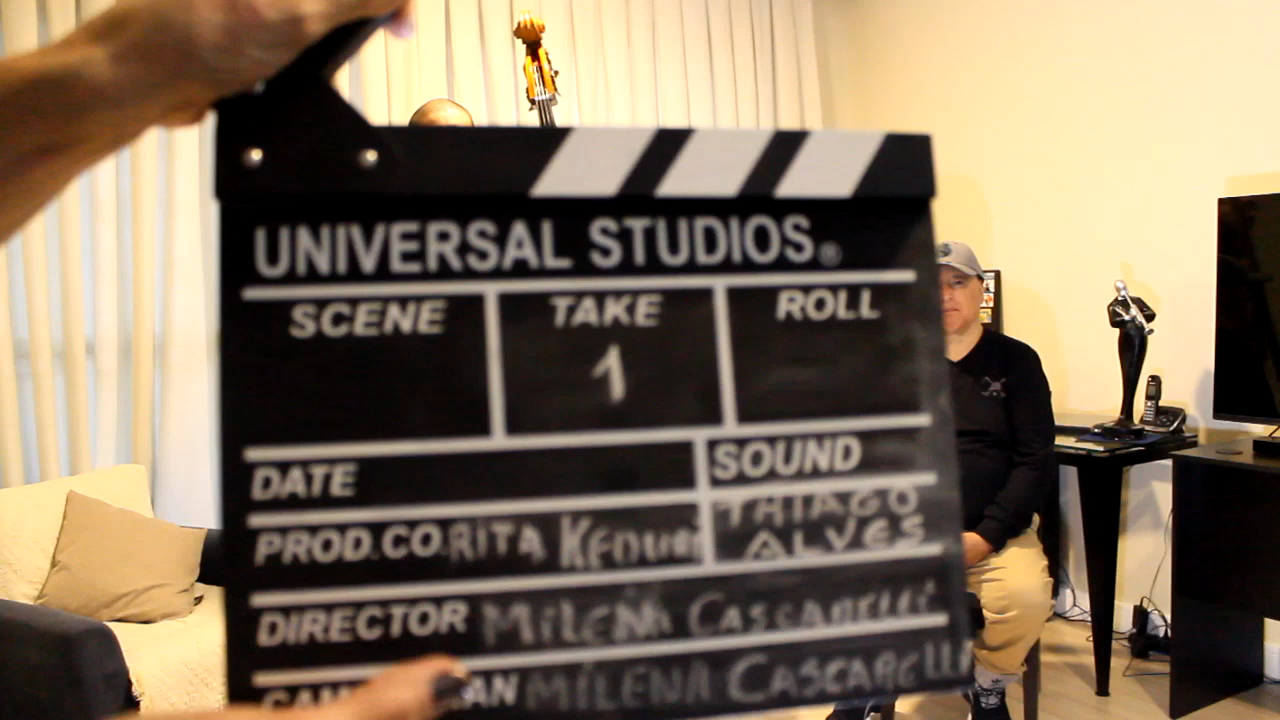 UNIVERSAL STUDIOS®
SCENE TAKE ROLL
1
DATE
SOUND
PROD.CO. RITA
THIAGO
ALVES
DIRECTOR MILENA CASCARELLI
MILENA CASCARELLI